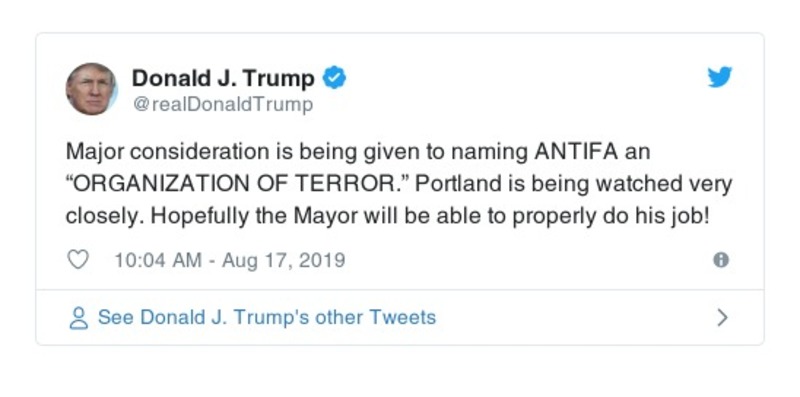 Donald J. Trump
@realDonaldTrump
Major consideration is being given to naming ANTIFA an
“ORGANIZATION OF TERROR.” Portland is being watched very
closely. Hopefully the Mayor will be able to properly do his job!
10:04 AM - Aug 17, 2019
See Donald J. Trump's other Tweets